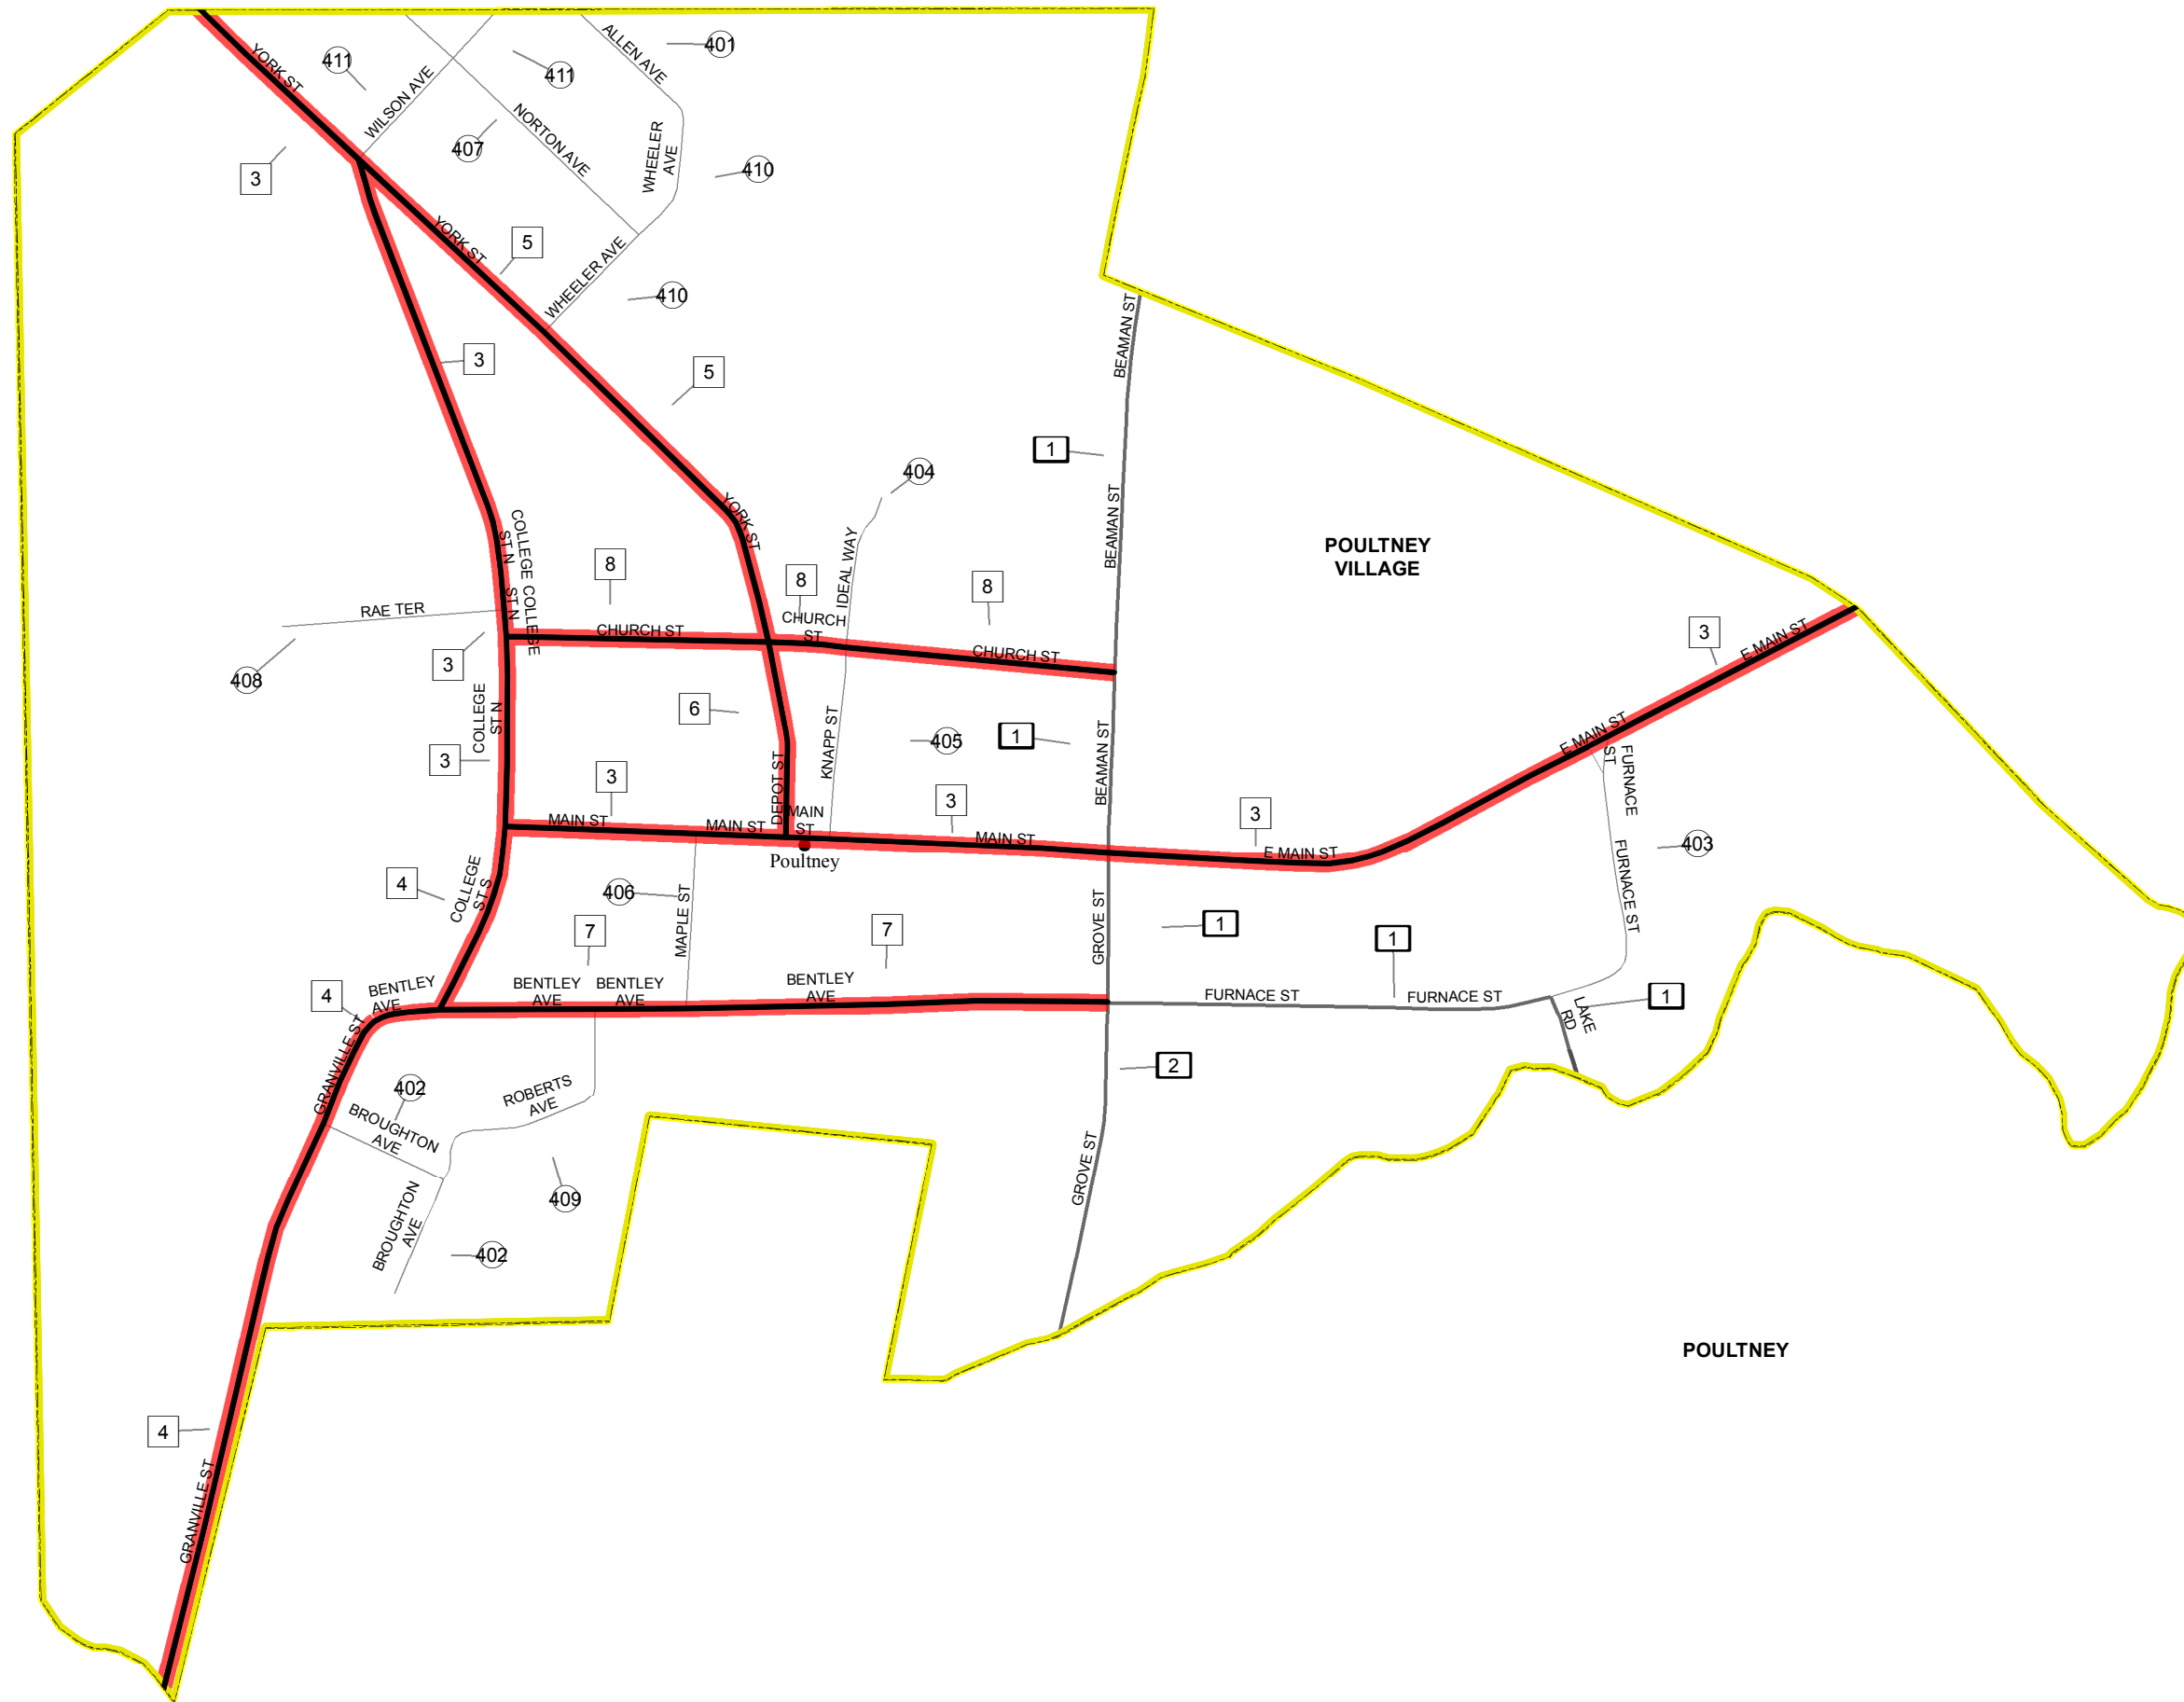 401
ALLEN AVE
411
411
YORK ST
WILSON AVE
407
NORTON AVE
WHEELER
AVE
410
3
YORK ST
5
WHEELER AVE
410
BEAMAN ST
3
5
1
404
YORK ST
BEAMAN ST
COLLEGE
ST N
IDEAL WAY
POULTNEY
VILLAGE
8
8
8
COLLEGE
ST N
RAE TER
CHURCH ST
CHURCH
ST
CHURCH ST
3
E MAIN ST
3
408
COLLEGE
ST N
6
KNAPP ST
405
1
BEAMAN ST
E MAIN ST
FURNACE
ST
3
3
DEPOT ST
3
3
MAIN ST
MAIN ST
MAIN
ST
MAIN ST
E MAIN ST
Poultney
403
FURNACE ST
4
COLLEGE
ST S
406
MAPLE ST
7
7
GROVE ST
1
1
4
BENTLEY
AVE
BENTLEY
AVE
BENTLEY
AVE
BENTLEY
AVE
FURNACE ST
FURNACE ST
LAKE
RD
1
GRANVILLE ST
2
402
BROUGHTON
AVE
ROBERTS
AVE
GROVE ST
409
BROUGHTON
AVE
402
POULTNEY
4
GRANVILLE ST